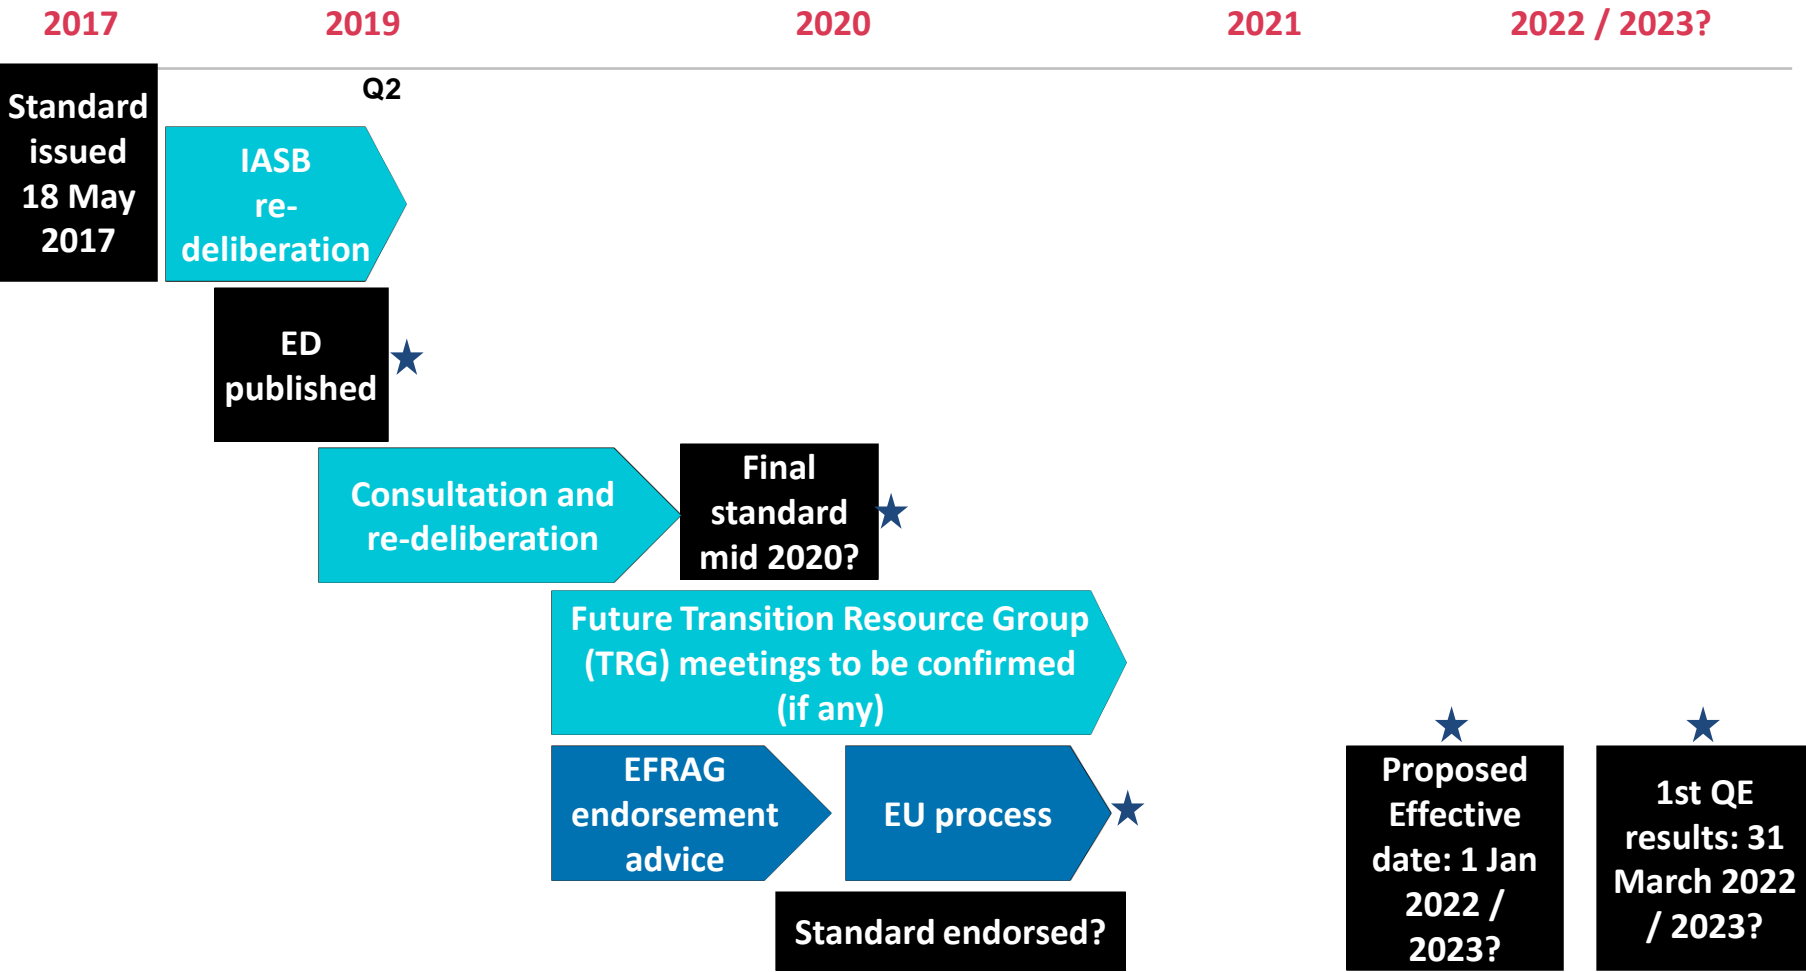 2017
2019
2020
2021
2022 / 2023?
Q2
Standard
issued
18 May
2017
IASB
re-
deliberation
ED
published
Consultation and
re-deliberation
Final
standard
mid 2020?
Future Transition Resource Group
(TRG) meetings to be confirmed
(if any)
EFRAG
endorsement
advice
EU process
Standard endorsed?
Proposed
Effective
date: 1 Jan
2022 /
2023?
1st QE
results: 31
March 2022
/ 2023?